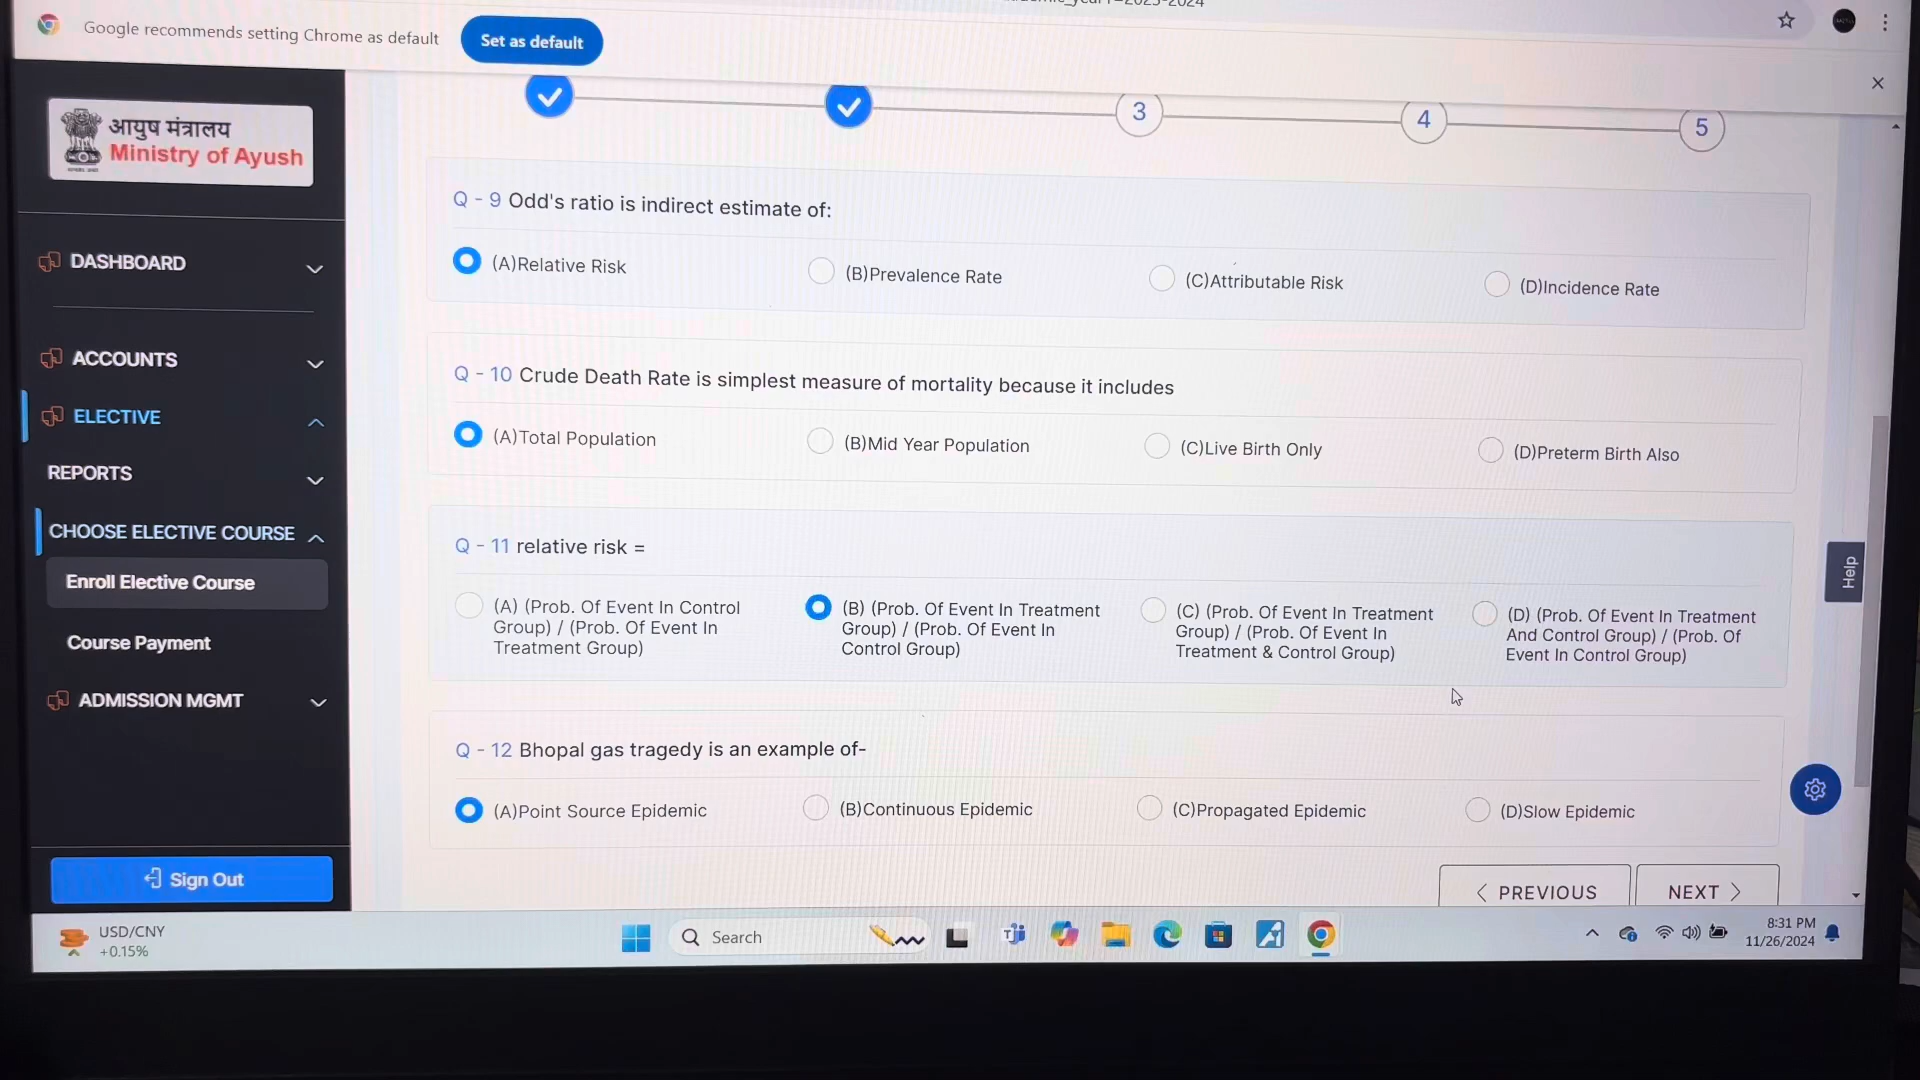 Google recommends setting Chrome as default
Set as default
आयुष मंत्रालय
Ministry of Ayush
DASHBOARD
ACCOUNTS
ELECTIVE
REPORTS
CHOOSE ELECTIVE COURSE
Enroll Elective Course
Course Payment
ADMISSION MGMT
Sign Out
3
4
5
Q - 9 Odd's ratio is indirect estimate of:
(A)Relative Risk
(B)Prevalence Rate
(C)Attributable Risk
(D)Incidence Rate
Q - 10 Crude Death Rate is simplest measure of mortality because it includes
(A)Total Population
(B)Mid Year Population
(C)Live Birth Only
(D)Preterm Birth Also
Q - 11 relative risk =
(A) (Prob. Of Event In Control
Group) / (Prob. Of Event In
Treatment Group)
(B) (Prob. Of Event In Treatment
Group) / (Prob. Of Event In
Control Group)
(C) (Prob. Of Event In Treatment
Group) / (Prob. Of Event In
Treatment & Control Group)
(D) (Prob. Of Event In Treatment
And Control Group) / (Prob. Of
Event In Control Group)
Q - 12 Bhopal gas tragedy is an example of-
(A)Point Source Epidemic
(B)Continuous Epidemic
(C)Propagated Epidemic
(D)Slow Epidemic
PREVIOUS
NEXT
Help
USD/CNY
+0.15%
Search
8:31 PM
11/26/2024